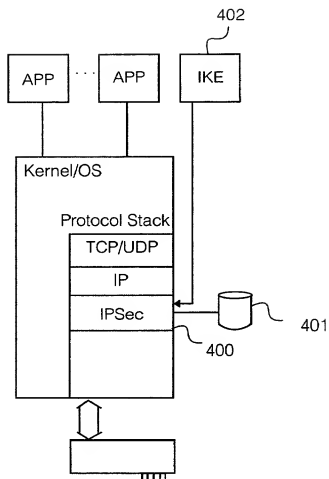 402
APP
APP
IKE
Kernel/OS
Protocol Stack
TCP/UDP
IP
IPSec
401
400